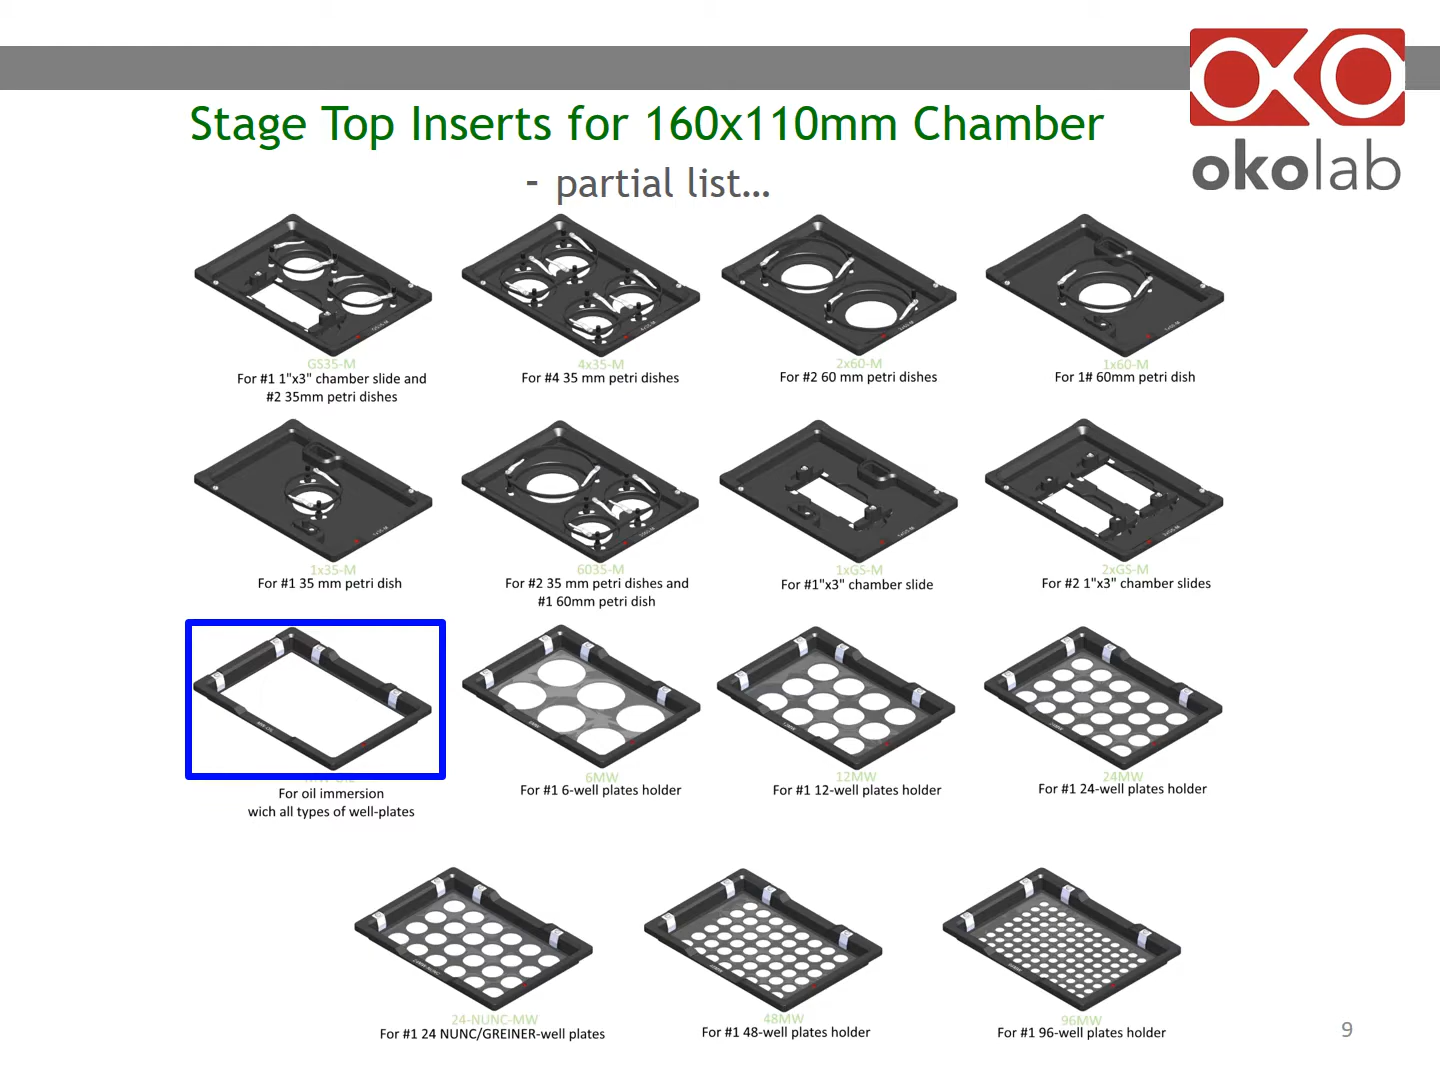 okolab
Stage Top Inserts for 160x110mm Chamber
- partial list…
GS35-M
For #1 1"x3" chamber slide and
#2 35mm petri dishes
4x35-M
For #4 35 mm petri dishes
2x60-M
For #2 60 mm petri dishes
1x60-M
For 1# 60mm petri dish
1x35-M
For #1 35 mm petri dish
6035-M
For #2 35 mm petri dishes and
#1 60mm petri dish
1xGS-M
For #1"x3" chamber slide
2xGS-M
For #2 1"x3" chamber slides
For oil immersion
wich all types of well-plates
6MW
For #1 6-well plates holder
12MW
For #1 12-well plates holder
24MW
For #1 24-well plates holder
24-NUNC-MW
For #1 24 NUNC/GREINER-well plates
48MW
For #1 48-well plates holder
96MW
For #1 96-well plates holder
9